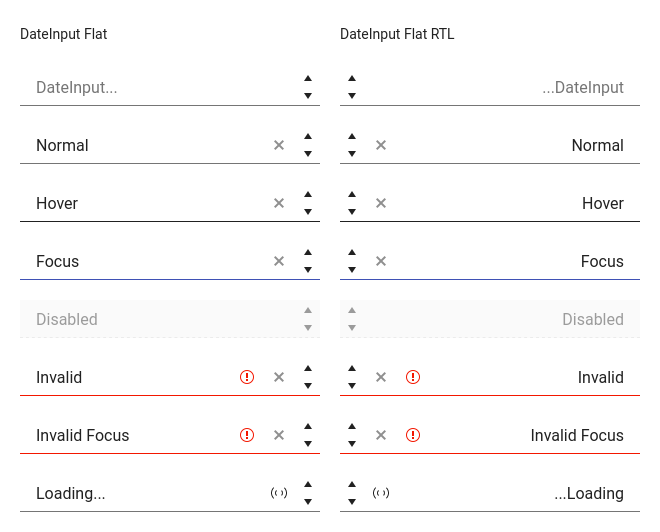 DateInput Flat
DateInput Flat RTL
DateInput...
...DateInput
Normal
Normal
Hover
Hover
Focus
Focus
Disabled
Disabled
Invalid
Invalid
Invalid Focus
Invalid Focus
Loading...
...Loading